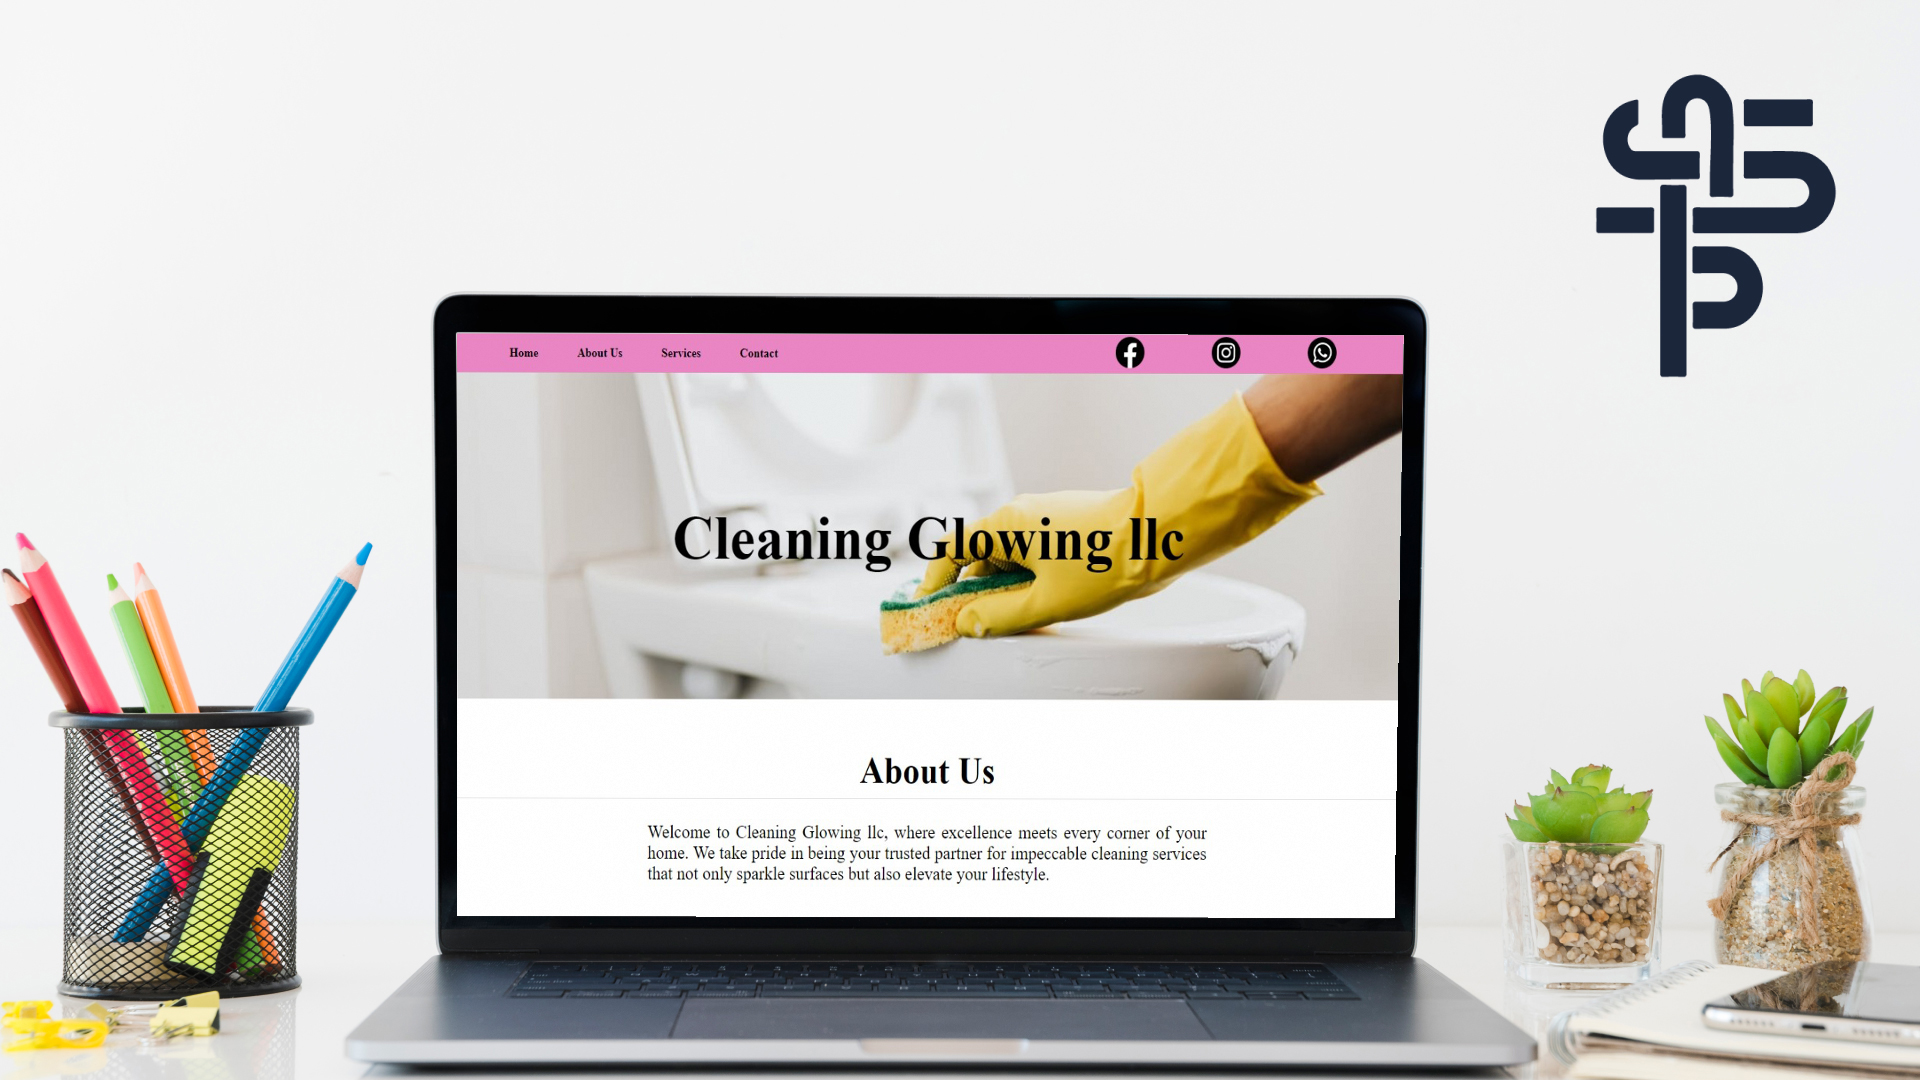 Home About Us Services Contact
Cleaning Glowing llc
About Us
Welcome to Cleaning Glowing llc, where excellence meets every corner of your
home. We take pride in being your trusted partner for impeccable cleaning services
that not only sparkle surfaces but also elevate your lifestyle.